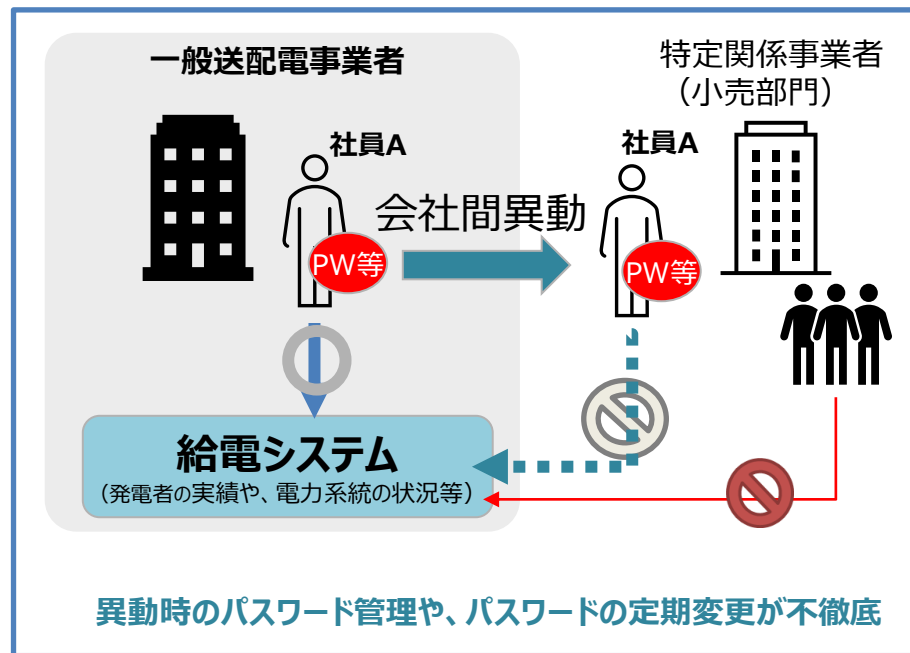 一般送配電事業者
特定関係事業者
（小売部門）
社員A
社員A
会社間異動
PW等
PW等
給電システム
（発電者の実績や、電力系統の状況等）
異動時のパスワード管理や、パスワードの定期変更が不徹底